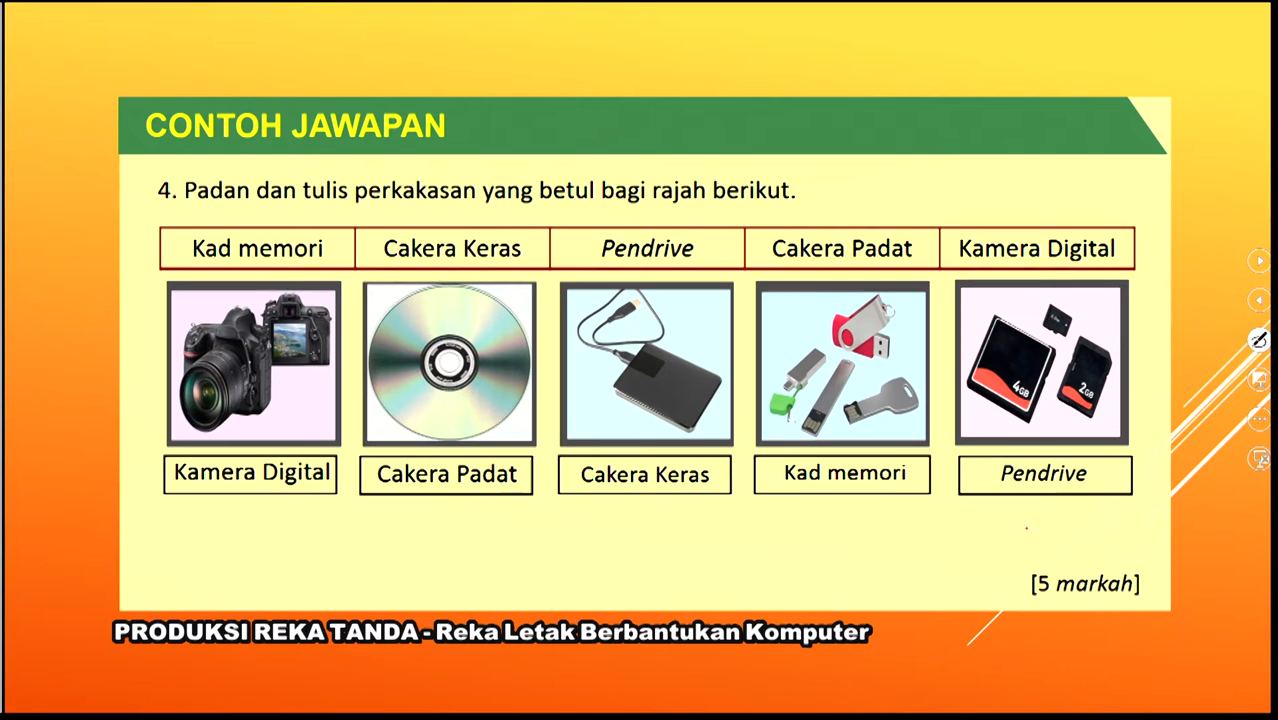 CONTOH JAWAPAN
4. Padan dan tulis perkakasan yang betul bagi rajah berikut.
Kad memori Cakera Keras Pendrive Cakera Padat Kamera Digital
4GB 2GB
Kamera Digital Cakera Padat Cakera Keras Kad memori Pendrive
[5 markah]
PRODUKSI REKA TANDA - Reka Letak Berbantukan Komputer